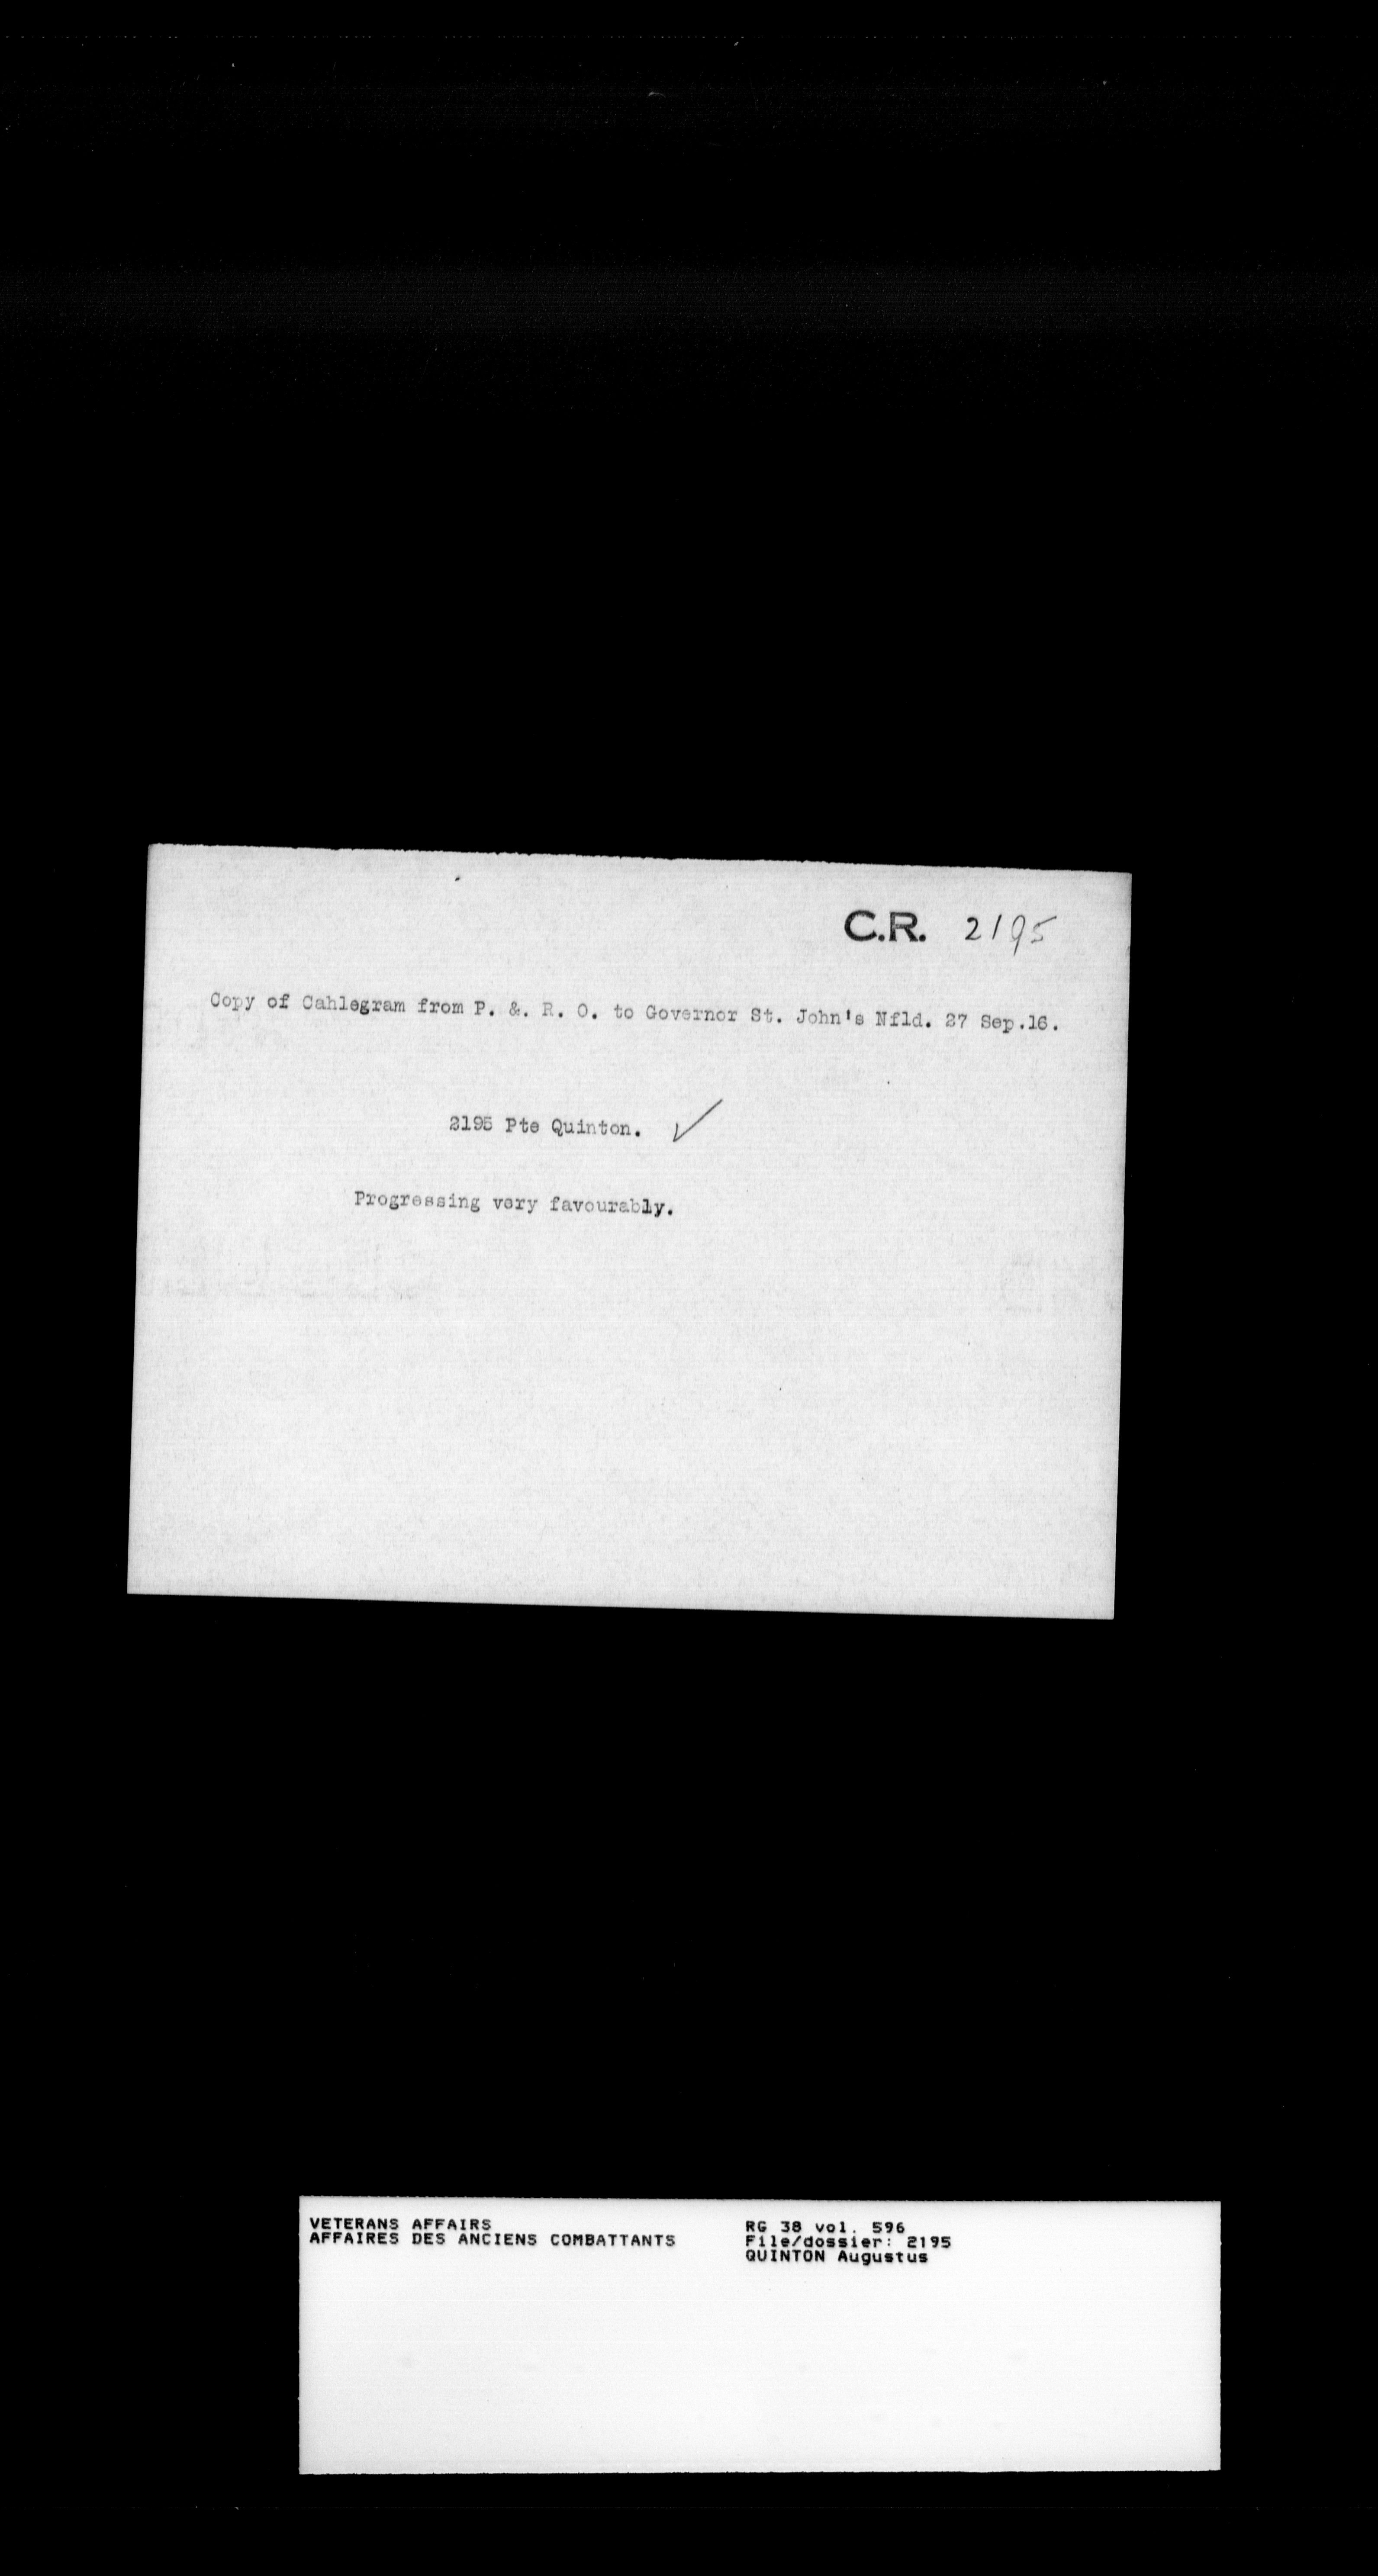 C.R. 2195
Copy of Cahlegram from P. &. R. O. to Governor St. John's Nfld. 27 Sep.16.
2195 Pte Quinton. ✓
Progressing very favourably.
VETERANS AFFAIRS
AFFAIRES DES ANCIENS COMBATTANTS
RG 38 vol. 596
File/dossier: 2195
QUINTON Augustus